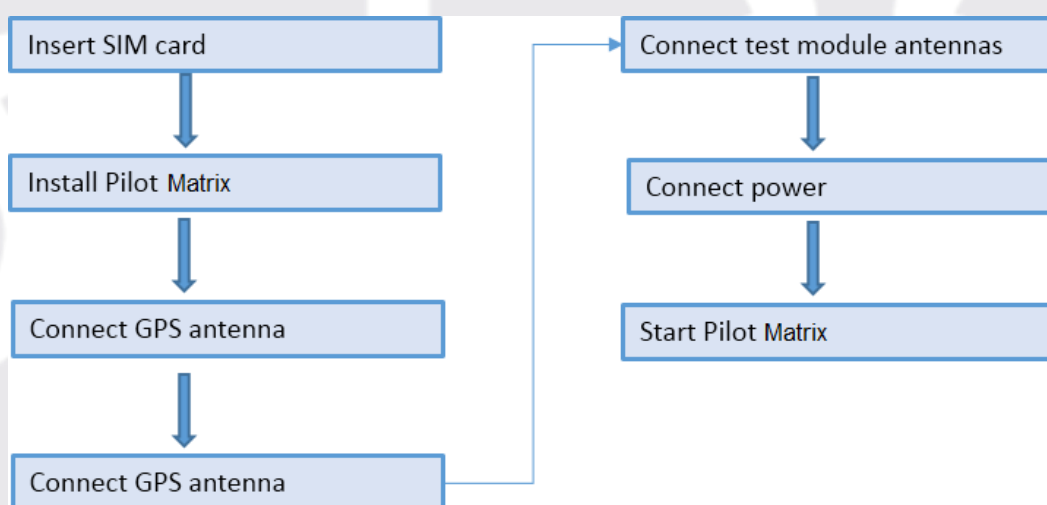 Insert SIM card
Install Pilot Matrix
Connect GPS antenna
Connect GPS antenna
Connect test module antennas
Connect power
Start Pilot Matrix